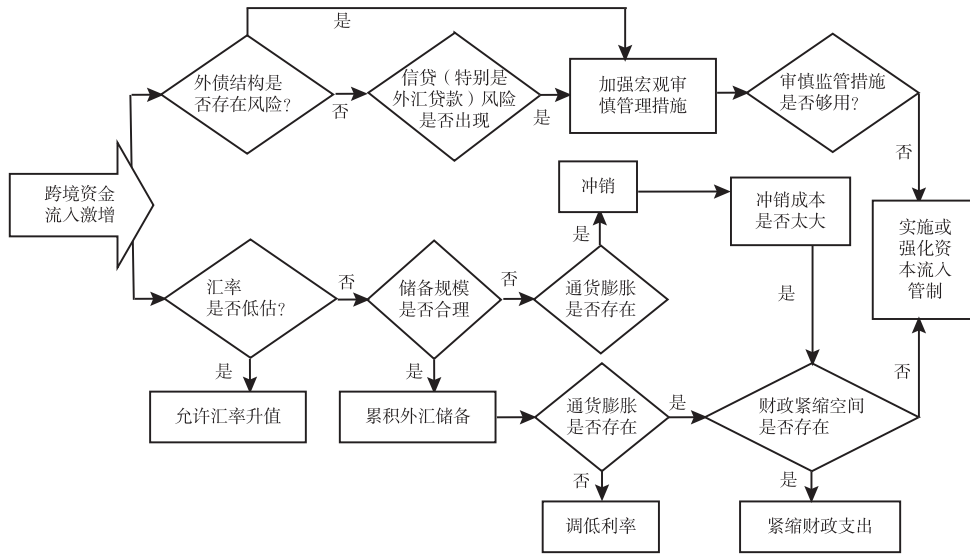 是
外债结构是
否存在风险?
否
信贷（特别是
外汇贷款）风险
是否出现
是
加强宏观审
慎管理措施
审慎监管措施
是否够用?
否
跨境资金
流入激增
冲销
冲销成本
是否太大
实施或
强化资
本流入
管制
是
汇率
是否低估?
否
储备规模
是否合理
否
通货膨胀
是否存在
是
是
是
否
允许汇率升值
累积外汇储备
通货膨胀
是否存在
是
财政紧缩空间
是否存在
否
是
调低利率
紧缩财政支出